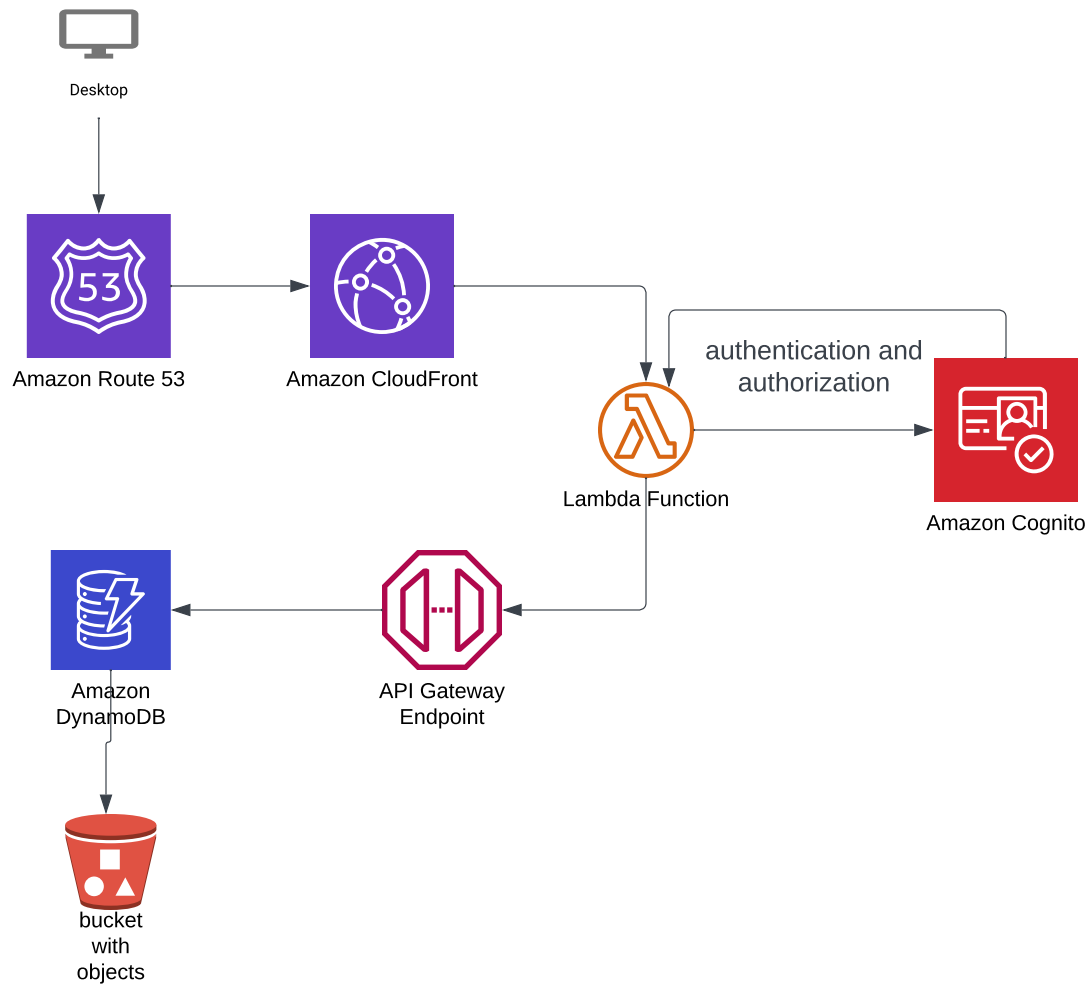 Desktop
53
Amazon Route 53
Amazon CloudFront
authentication and
authorization
Lambda Function
Amazon Cognito
Amazon
DynamoDB
API Gateway
Endpoint
bucket
with
objects